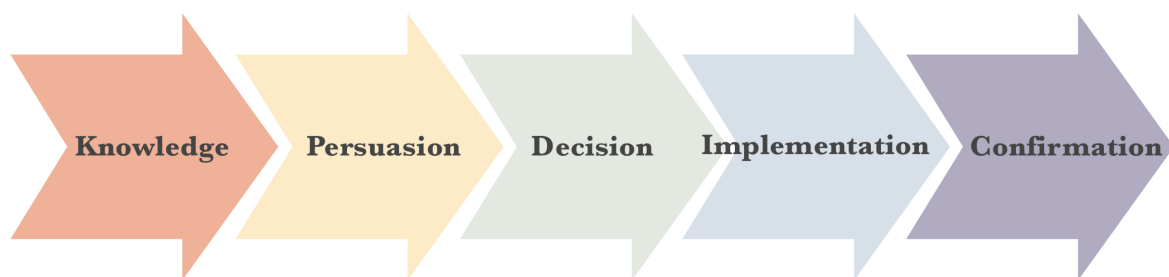 Knowledge
Persuasion
Decision
Implementation
Confirmation